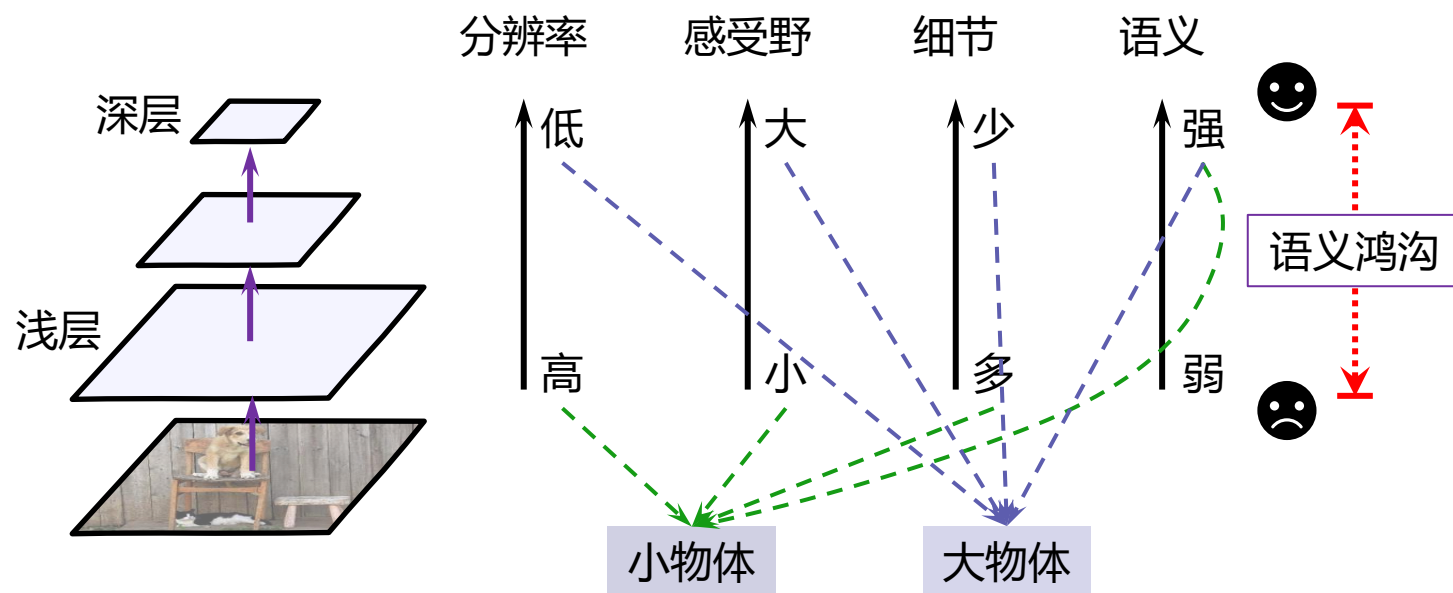 分辨率 感受野 细节 语义
深层
低 大 少 强
语义鸿沟
浅层
高 小 多 弱
小物体 大物体